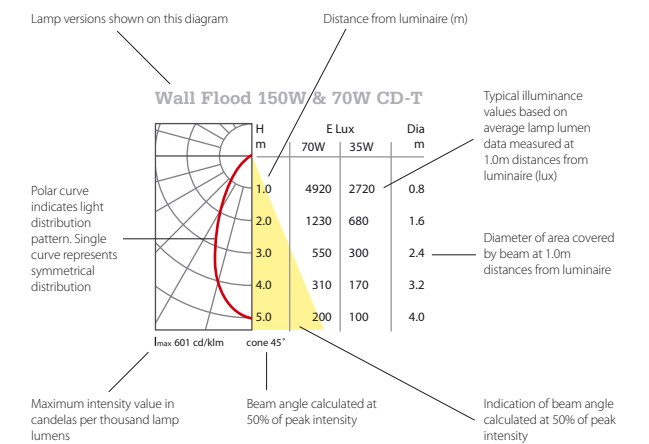 Lamp versions shown on this diagram
Distance from luminaire (m)
Wall Flood 150W & 70W CD-T
Typical illuminance
values based on
average lamp lumen
data measured at
1.0m distances from
luminaire (lux)
H E Lux Dia
m 70W 35W m
1.0 4920 2720 0.8
2.0 1230 680 1.6
3.0 550 300 2.4
4.0 310 170 3.2
5.0 200 100 4.0
Polar curve
indicates light
distribution
pattern. Single
curve represents
symmetrical
distribution
Diameter of area covered
by beam at 1.0m
distances from luminaire
Imax 601 cd/klm cone 45°
Maximum intensity value in
candelas per thousand lamp
lumens
Beam angle calculated at
50% of peak intensity
Indication of beam angle
calculated at 50% of peak
intensity